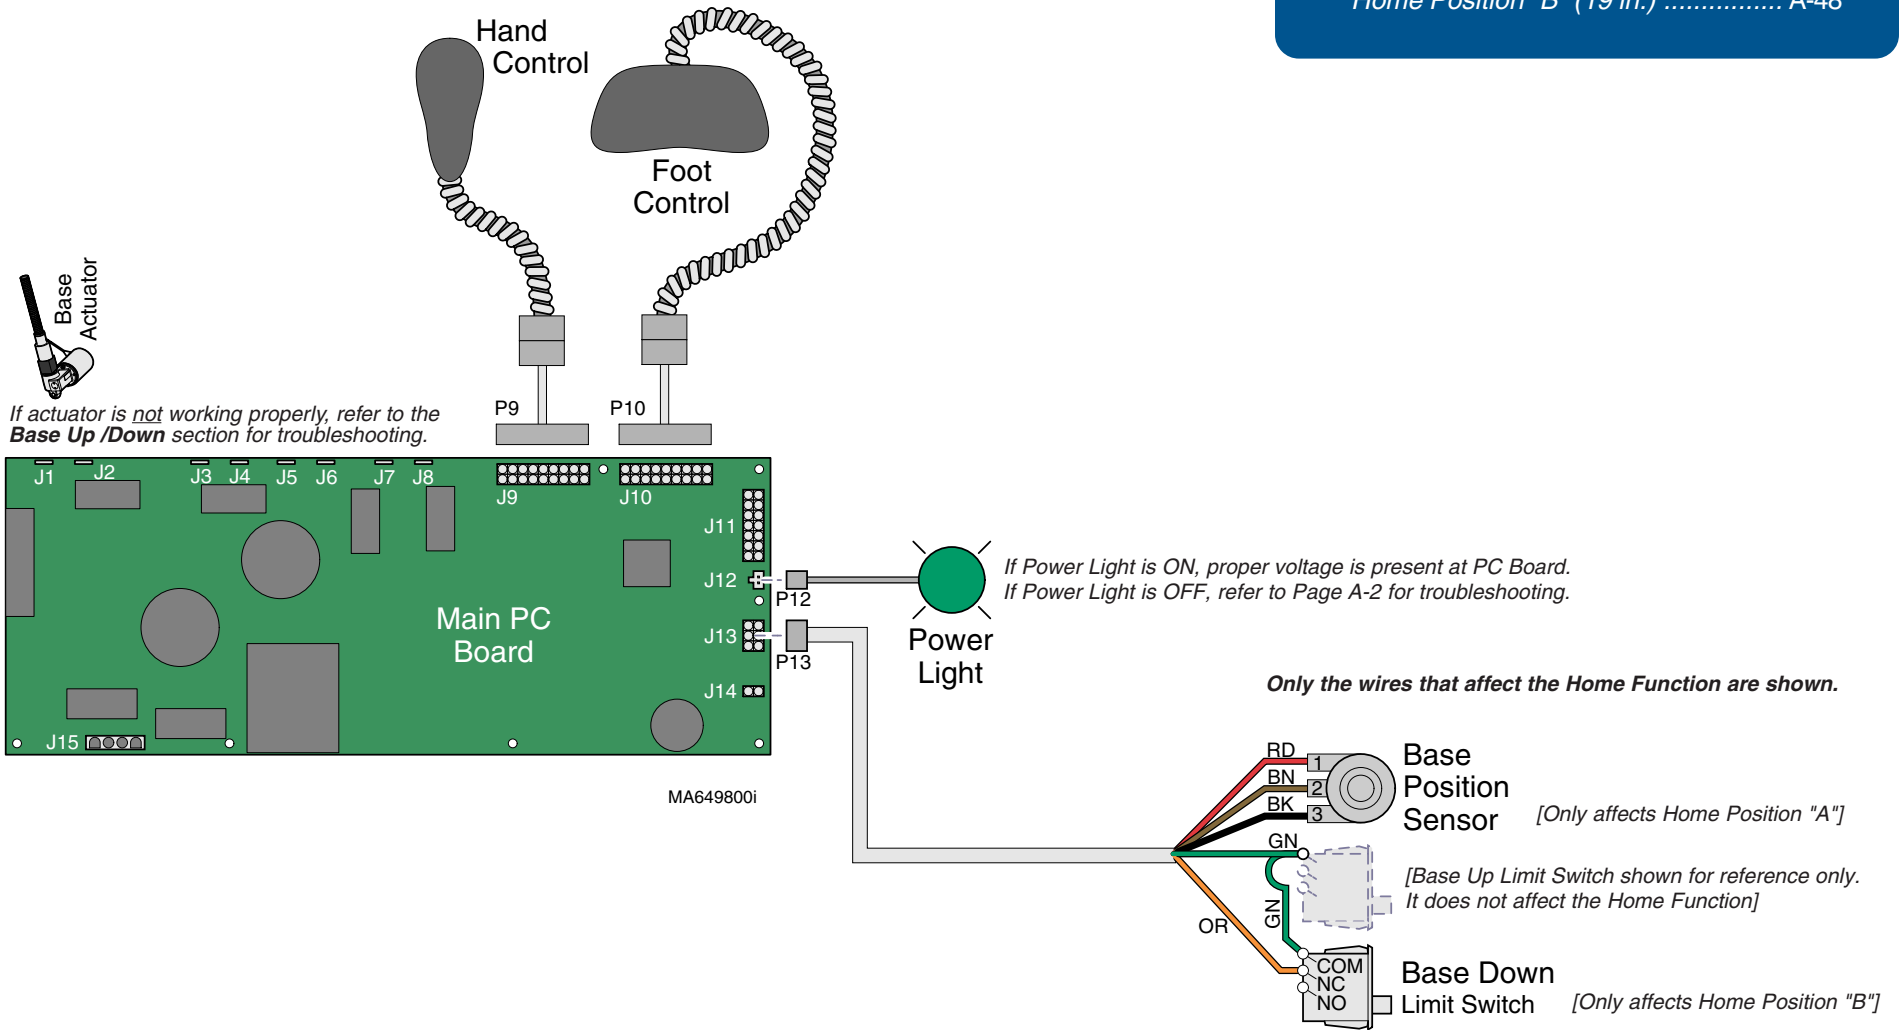 Home Position "B" (19 in.) ................ A-48
Hand
Control
Foot
Control
Base
Actuator
If actuator is not working properly, refer to the
Base Up /Down section for troubleshooting.
P9
P10
J1
J2
J3
J4
J5
J6
J7
J8
J9
J10
J11
J12
P12
If Power Light is ON, proper voltage is present at PC Board.
If Power Light is OFF, refer to Page A-2 for troubleshooting.
Main PC
Board
J13
P13
Power
Light
J14
J15
MA649800i
Only the wires that affect the Home Function are shown.
RD
1
BN
2
BK
3
Base
Position
Sensor
[Only affects Home Position "A"]
GN
[Base Up Limit Switch shown for reference only.
It does not affect the Home Function]
GN
OR
COM
NC
NO
Base Down
Limit Switch
[Only affects Home Position "B"]